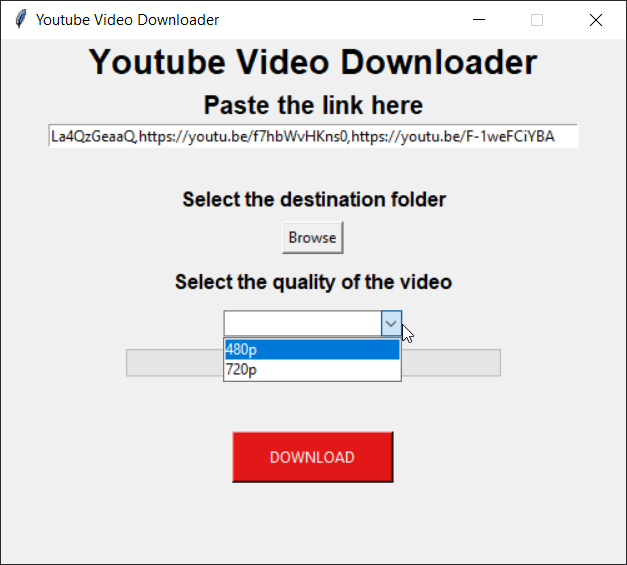 Youtube Video Downloader
Youtube Video Downloader
Paste the link here
La4QzGeaaQ,https://youtu.be/f7hbWvHKns0,https://youtu.be/F-1weFCiYBA
Select the destination folder
Browse
Select the quality of the video
480p
720p
DOWNLOAD